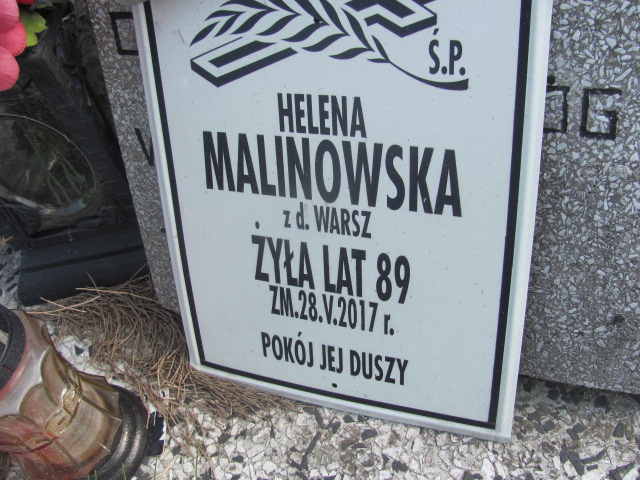 Ś.P.
HELENA
MALINOWSKA
z d. WARSZ
ŻYŁA LAT 89
ZM.28.V.2017 r.
POKÓJ JEJ DUSZY